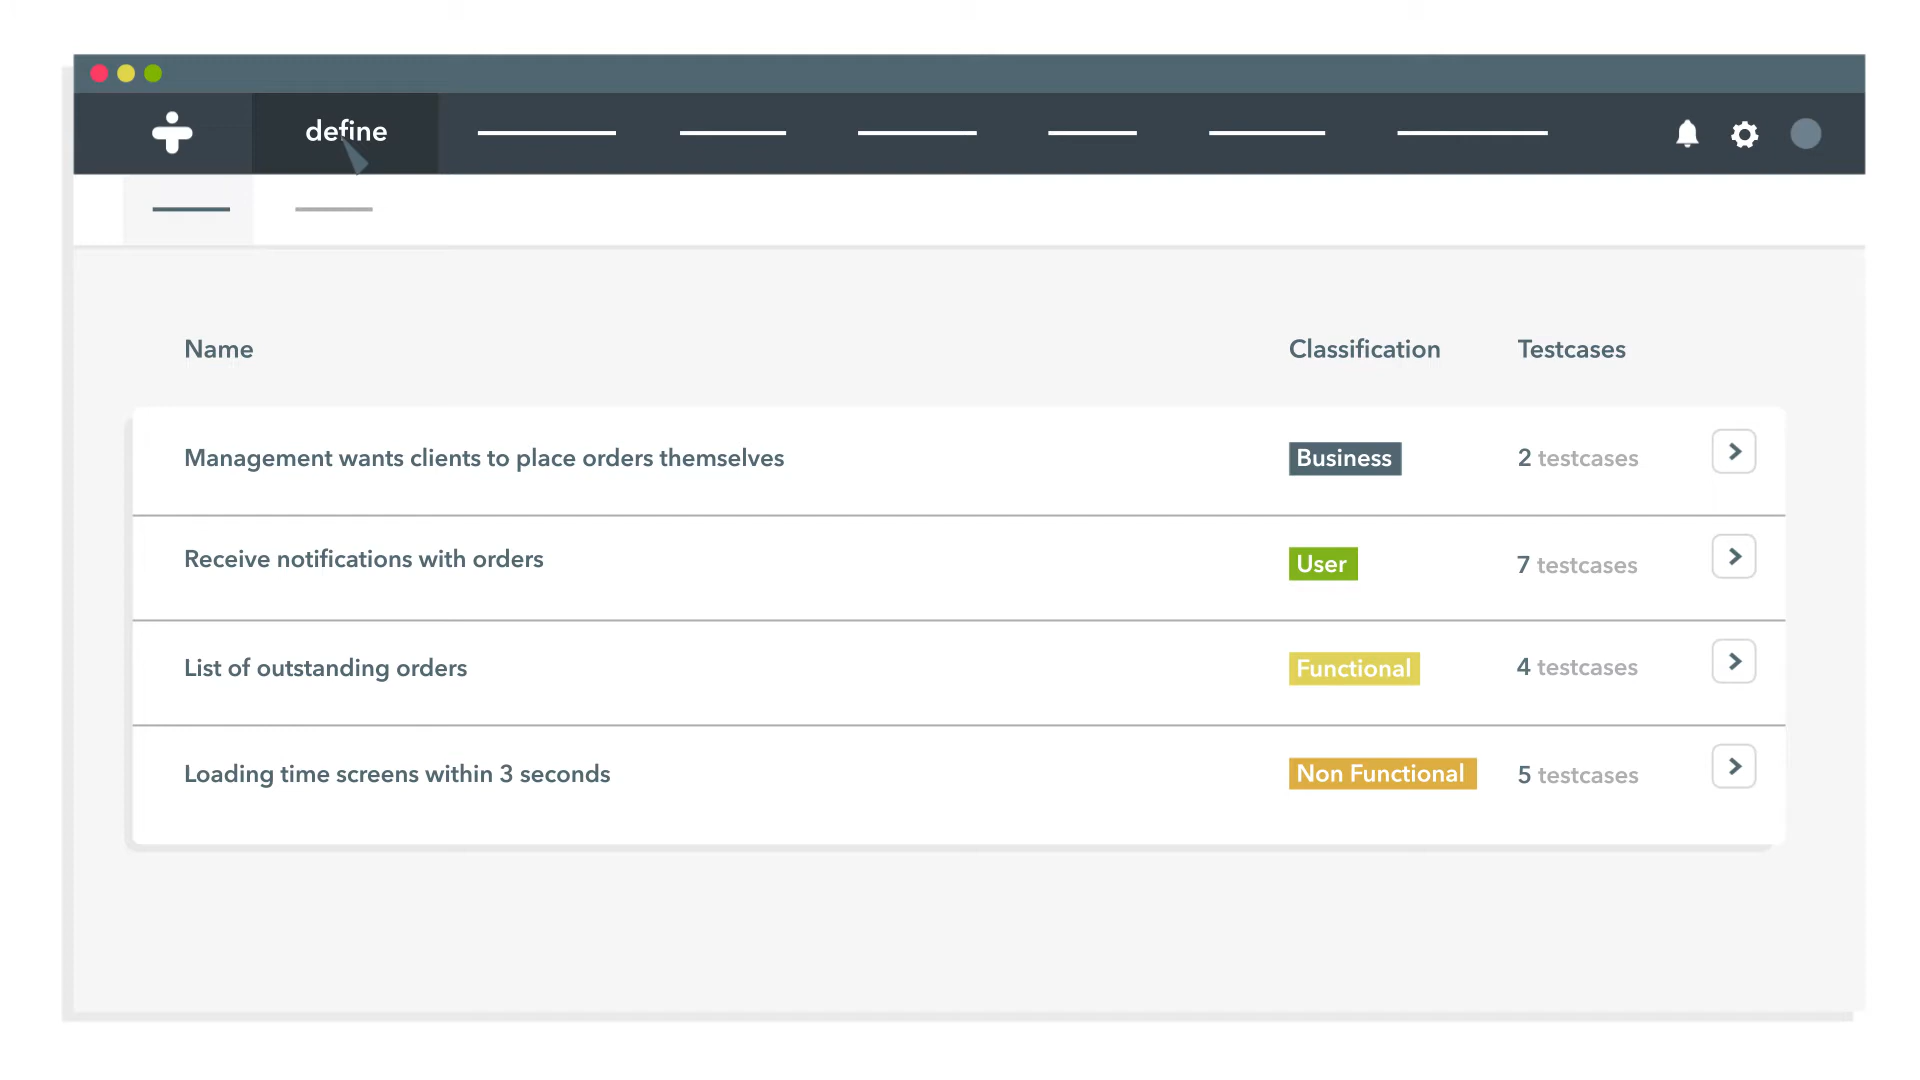 define
Name Classification Testcases
Management wants clients to place orders themselves Business 2 testcases
Receive notifications with orders User 7 testcases
List of outstanding orders Functional 4 testcases
Loading time screens within 3 seconds Non Functional 5 testcases